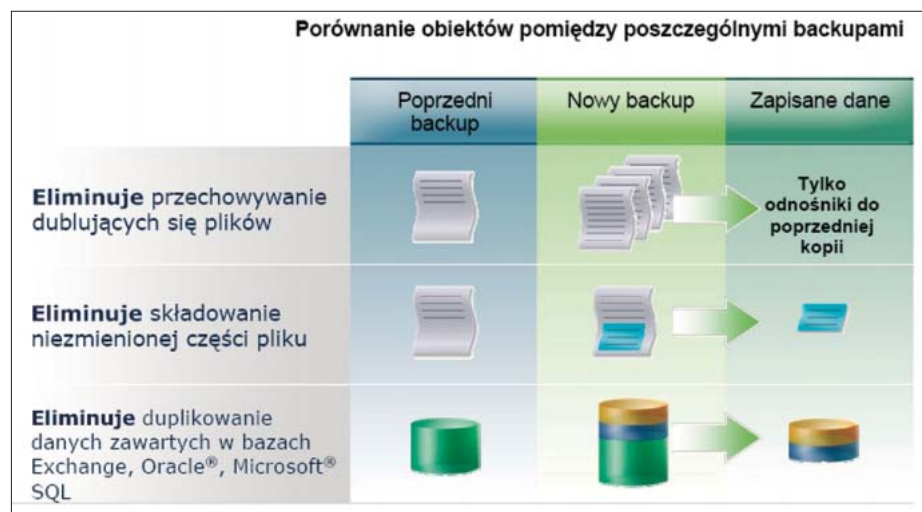 Porównanie obiektów pomiędzy poszczególnymi backupami
Poprzedni
backup
Nowy backup
Zapisane dane
Eliminuje przechowywanie
dublujących się plików
Tylko
odnośniki do
poprzedniej
kopii
Eliminuje składowanie
niezmienionej części pliku
Eliminuje duplikowanie
danych zawartych w bazach
Exchange, Oracle®, Microsoft®
SQL